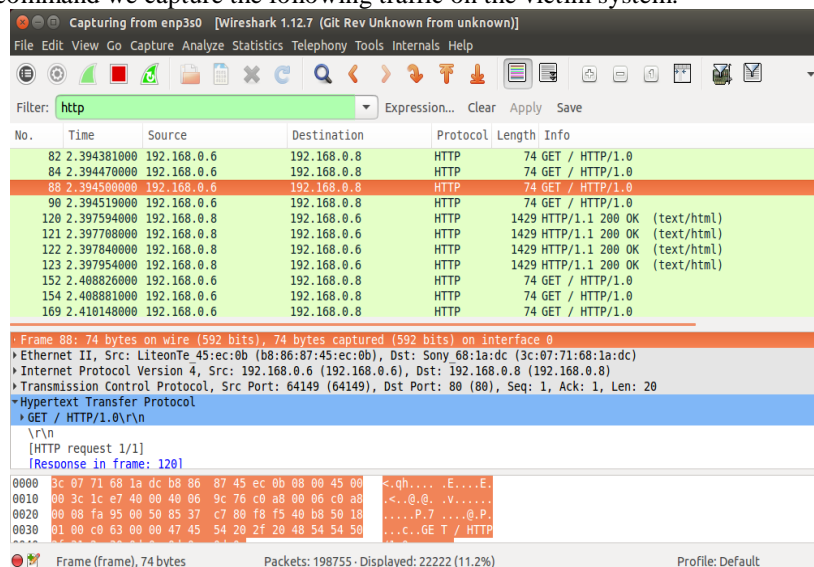 command we capture the following traffic on the victim system.
Capturing from enp3s0 [Wireshark 1.12.7 (Git Rev Unknown from unknown)]
File Edit View Go Capture Analyze Statistics Telephony Tools Internals Help
Filter: http Expression... Clear Apply Save
No. Time Source Destination Protocol Length Info
82 2.394381000 192.168.0.6 192.168.0.8 HTTP 74 GET / HTTP/1.0
84 2.394470000 192.168.0.6 192.168.0.8 HTTP 74 GET / HTTP/1.0
88 2.394500000 192.168.0.6 192.168.0.8 HTTP 74 GET / HTTP/1.0
90 2.394519000 192.168.0.6 192.168.0.8 HTTP 74 GET / HTTP/1.0
120 2.397594000 192.168.0.8 192.168.0.6 HTTP 1429 HTTP/1.1 200 OK (text/html)
121 2.397708000 192.168.0.8 192.168.0.6 HTTP 1429 HTTP/1.1 200 OK (text/html)
122 2.397840000 192.168.0.8 192.168.0.6 HTTP 1429 HTTP/1.1 200 OK (text/html)
123 2.397954000 192.168.0.8 192.168.0.6 HTTP 1429 HTTP/1.1 200 OK (text/html)
152 2.408826000 192.168.0.6 192.168.0.8 HTTP 74 GET / HTTP/1.0
154 2.408881000 192.168.0.6 192.168.0.8 HTTP 74 GET / HTTP/1.0
169 2.410148000 192.168.0.6 192.168.0.8 HTTP 74 GET / HTTP/1.0
Frame 88: 74 bytes on wire (592 bits), 74 bytes captured (592 bits) on interface 0
Ethernet II, Src: LiteonTe_45:ec:0b (b8:86:87:45:ec:0b), Dst: Sony_68:1a:dc (3c:07:71:68:1a:dc)
Internet Protocol Version 4, Src: 192.168.0.6 (192.168.0.6), Dst: 192.168.0.8 (192.168.0.8)
Transmission Control Protocol, Src Port: 64149 (64149), Dst Port: 80 (80), Seq: 1, Ack: 1, Len: 20
Hypertext Transfer Protocol
GET / HTTP/1.0\r\n
\r\n
[HTTP request 1/1]
[Response in frame: 120]
0000 3c 07 71 68 1a dc b8 86 87 45 ec 0b 08 00 45 00 <.qh.... .E....E.
0010 00 3c 1c e7 40 00 40 06 9c 76 c0 a8 00 06 c0 a8 .<..@.@. .v......
0020 00 08 fa 95 00 50 85 37 c7 80 f8 f5 40 b8 50 18 .....P.7 ....@.P.
0030 01 00 c0 63 00 00 47 45 54 20 2f 20 48 54 54 50 ...c..GE T / HTTP
Frame (frame), 74 bytes Packets: 198755 · Displayed: 22222 (11.2%) Profile: Default